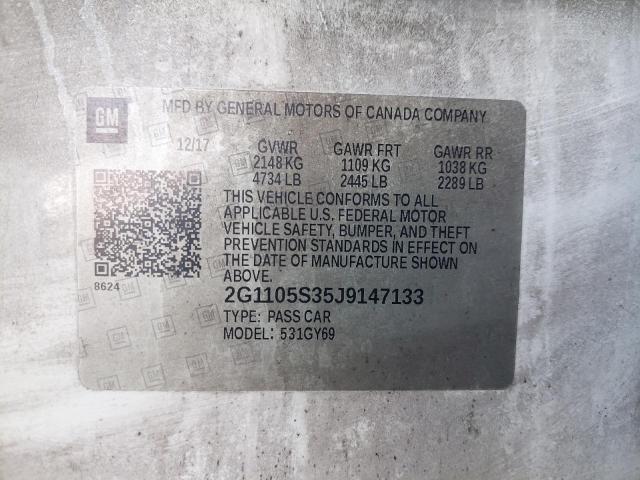 GM
MFD BY GENERAL MOTORS OF CANADA COMPANY
12/17 GVWR GAWR FRT GAWR RR
2148 KG 1109 KG 1038 KG
4734 LB 2445 LB 2289 LB
THIS VEHICLE CONFORMS TO ALL
APPLICABLE U.S. FEDERAL MOTOR
VEHICLE SAFETY, BUMPER, AND THEFT
PREVENTION STANDARDS IN EFFECT ON
THE DATE OF MANUFACTURE SHOWN
ABOVE.
8624
2G1105S35J9147133
TYPE: PASS CAR
MODEL: 531GY69